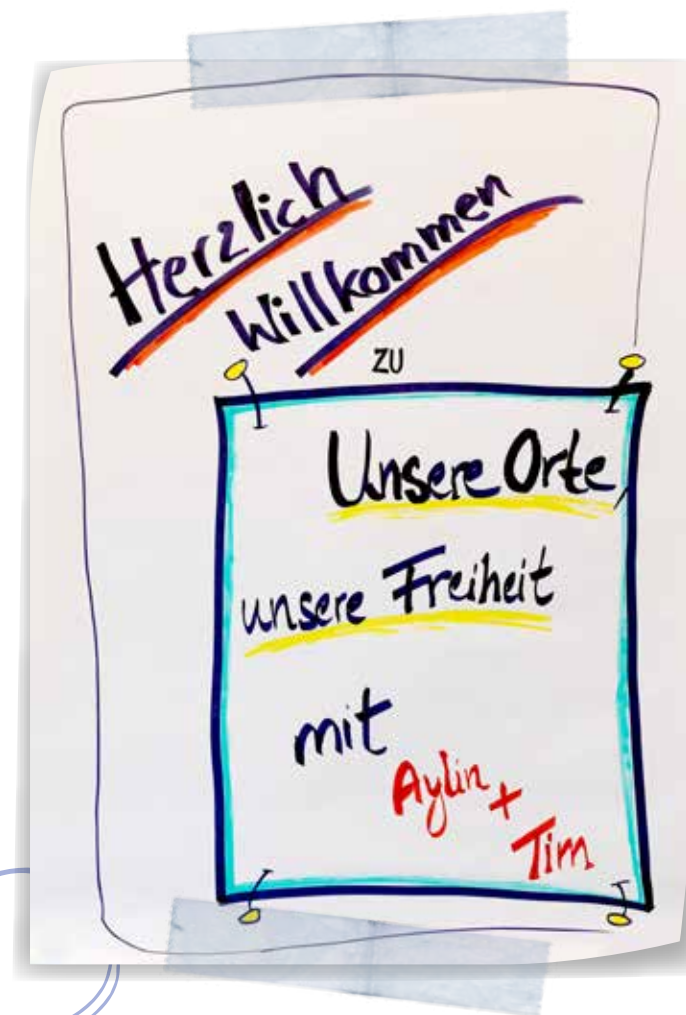 Herzlich
Willkommen
zu
Unsere Orte
unsere Freiheit
mit
Aylin +
Tim